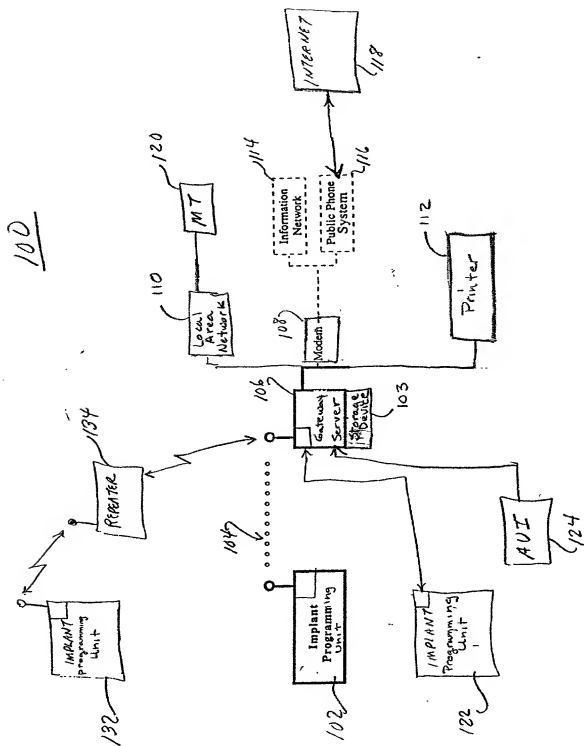 100
134
REPEATER
IMPLANT
Programming
Unit
132
104
Implant
Programming
Unit
102
IMPLANT
Programming
Unit
122
AUI
124
106
Gateway
Server
Storage
Device
103
110
Local
Area
Network
MT
120
108
Modem
Information
Network
114
Public Phone
System
116
INTERNET
118
Printer
112